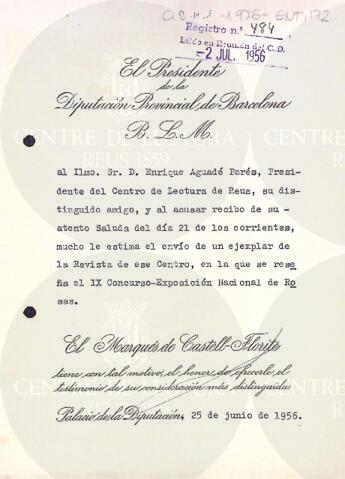 Registro n.º 484
Leído en Reunión del C.D.
-2 JUL. 1956
El Presidente
de la
Diputación Provincial de Barcelona
B. L. M.
al Ilmo. Sr. D. Enrique Aguadé Parés, Presi-
dente del Centro de Lectura de Reus, su dis-
tinguido amigo, y al acusar recibo de su -
atento Saluda del día 21 de los corrientes,
mucho le estima el envío de un ejemplar de
la Revista de ese Centro, en la que se rese
ña el IX Concurso-Exposición Nacional de Ro
sas.
El Marqués de Castell-Florite
tiene con tal motivo, el honor de ofrecerle el
testimonio de su consideración más distinguida
Palacio de la Diputación, 25 de junio de 1956.
CENTRE DE LECTURA
REUS 1859